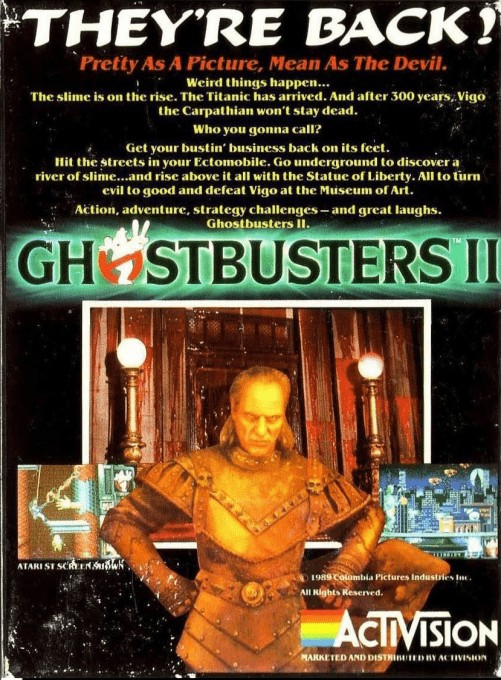 THEY'RE BACK!
Pretty As A Picture, Mean As The Devil.
Weird things happen...
The slime is on the rise. The Titanic has arrived. And after 300 years, Vigo
the Carpathian won't stay dead.
Who you gonna call?
Get your bustin' business back on its feet.
Hit the streets in your Ectomobile. Go underground to discover a
river of slime...and rise above it all with the Statue of Liberty. All to turn
evil to good and defeat Vigo at the Museum of Art.
Action, adventure, strategy challenges — and great laughs.
Ghostbusters II.
GHOSTBUSTERS II™
ATARI ST SCREEN SHOWN
© 1989 Columbia Pictures Industries Inc.
All Rights Reserved.
ACTIVISION
MARKETED AND DISTRIBUTED BY ACTIVISION